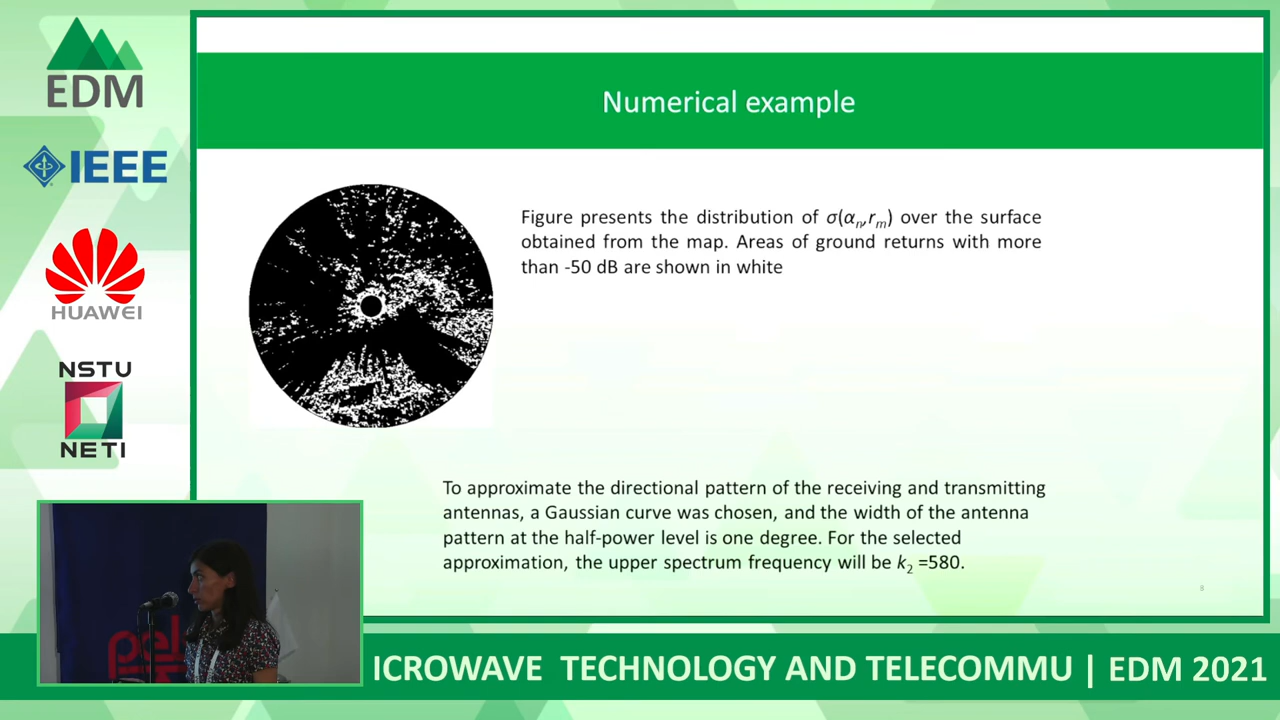 EDM
IEEE
HUAWEI
NSTU
NETI
Numerical example
Figure presents the distribution of σ(αn,rm) over the surface
obtained from the map. Areas of ground returns with more
than -50 dB are shown in white
To approximate the directional pattern of the receiving and transmitting
antennas, a Gaussian curve was chosen, and the width of the antenna
pattern at the half-power level is one degree. For the selected
approximation, the upper spectrum frequency will be k2 =580.
8
ICROWAVE TECHNOLOGY AND TELECOMMU | EDM 2021